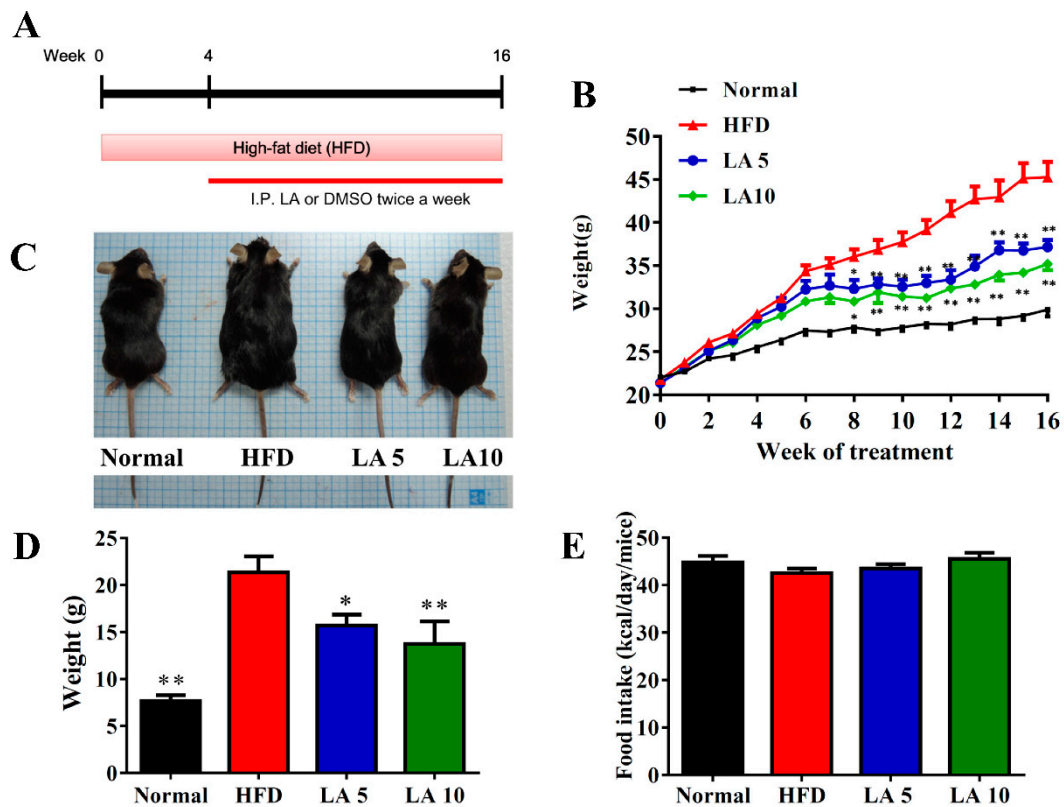 A
Week 0 4 16
High-fat diet (HFD)
I.P. LA or DMSO twice a week
B
Normal
HFD
LA 5
LA10
Weight(g)
50
45
40
35
30
25
20
* ** ** ** ** ** ** ** **
* ** ** ** ** ** ** ** **
0 2 4 6 8 10 12 14 16
Week of treatment
C
Normal HFD LA 5 LA10
D
Weight (g)
25
20
15
10
5
0
** * **
Normal HFD LA 5 LA 10
E
Food intake (kcal/day/mice)
50
40
30
20
10
0
Normal HFD LA 5 LA 10